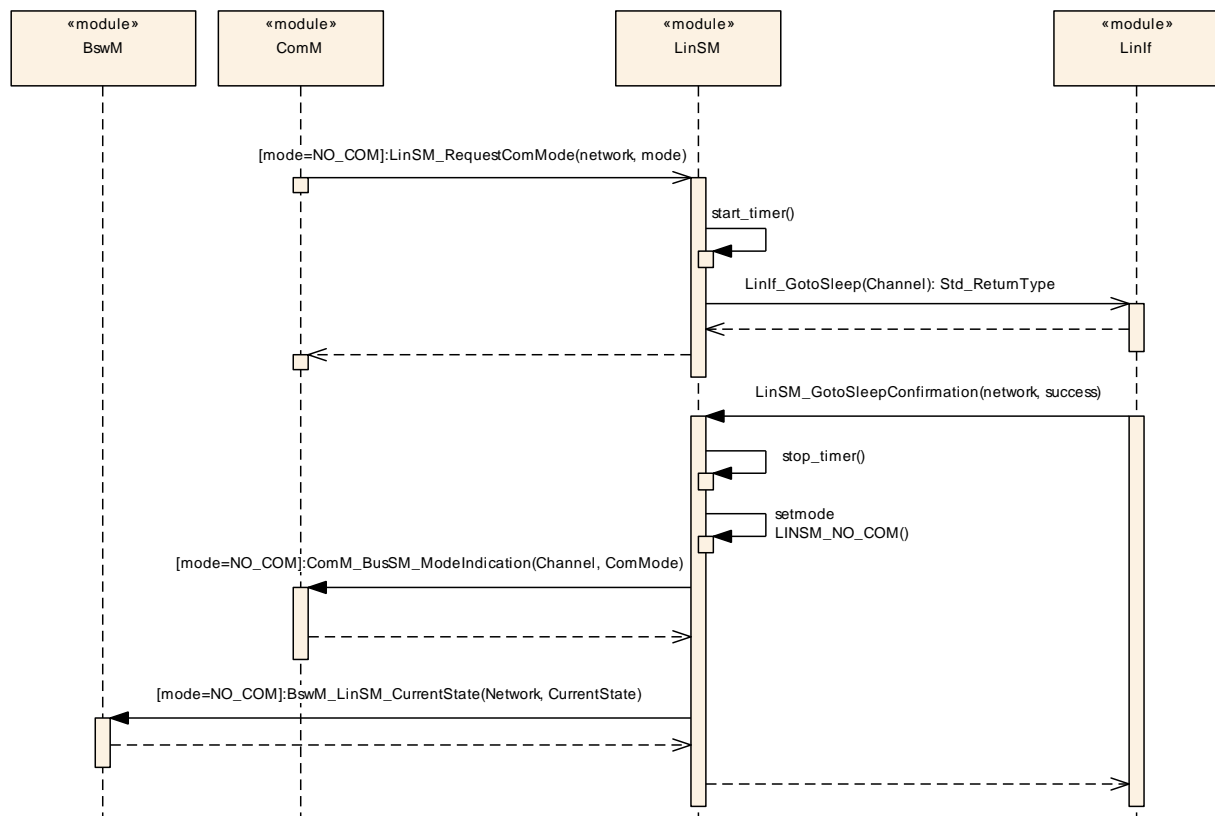 «module»
BswM
«module»
ComM
«module»
LinSM
«module»
LinIf
[mode=NO_COM]:LinSM_RequestComMode(network, mode)
start_timer()
LinIf_GotoSleep(Channel): Std_ReturnType
LinSM_GotoSleepConfirmation(network, success)
stop_timer()
setmode
LINSM_NO_COM()
[mode=NO_COM]:ComM_BusSM_ModeIndication(Channel, ComMode)
[mode=NO_COM]:BswM_LinSM_CurrentState(Network, CurrentState)